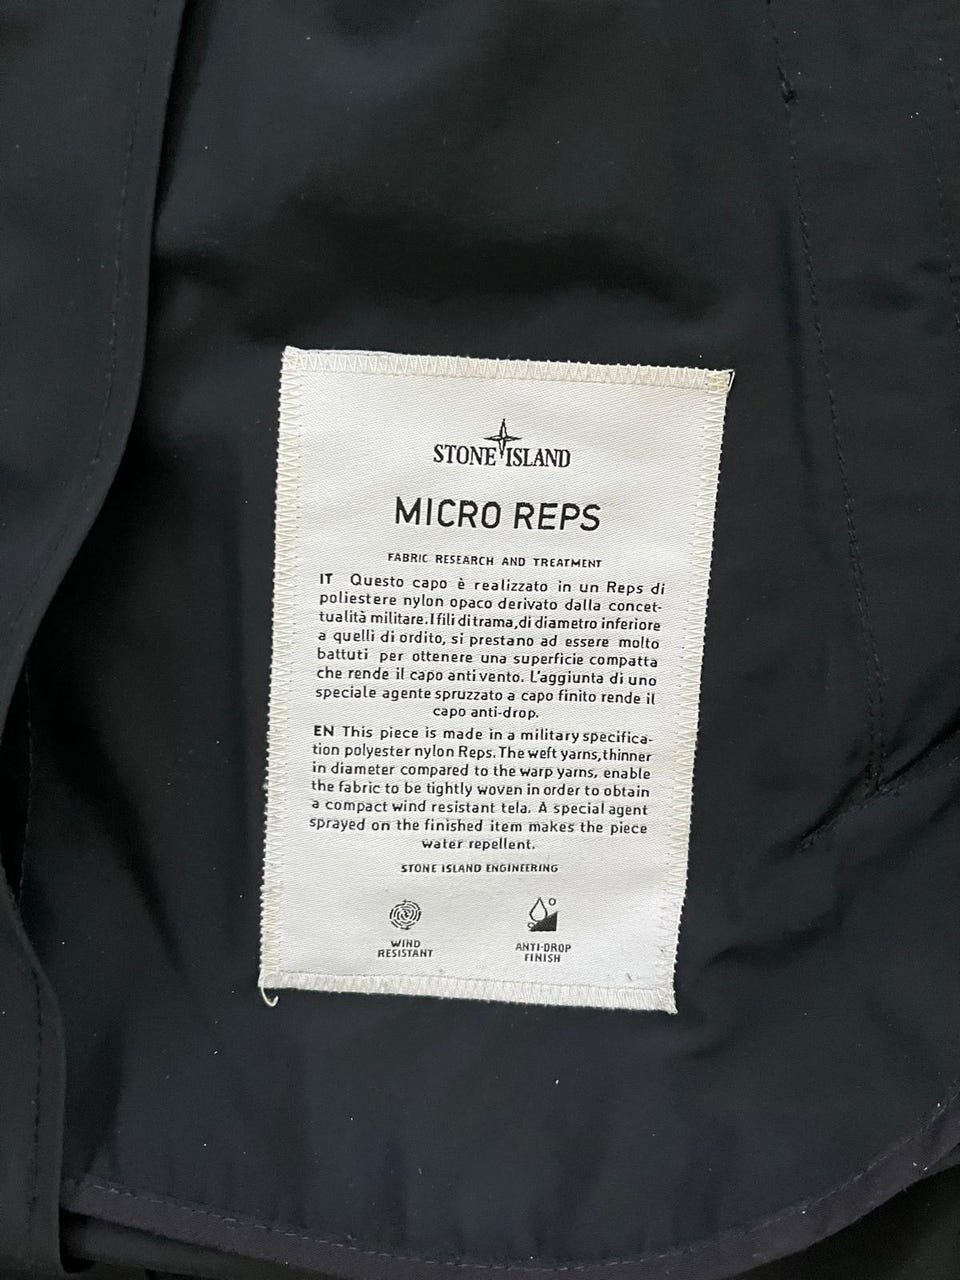 STONE ISLAND
MICRO REPS
FABRIC RESEARCH AND TREATMENT
IT Questo capo è realizzato in un Reps di
poliestere nylon opaco derivato dalla concet-
tualità militare. I fili di trama, di diametro inferiore
a quelli di ordito, si prestano ad essere molto
battuti per ottenere una superficie compatta
che rende il capo antivento. L'aggiunta di uno
speciale agente spruzzato a capo finito rende il
capo anti-drop.
EN This piece is made in a military specifica-
tion polyester nylon Reps. The weft yarns, thinner
in diameter compared to the warp yarns, enable
the fabric to be tightly woven in order to obtain
a compact wind resistant tela. A special agent
sprayed on the finished item makes the piece
water repellent.
STONE ISLAND ENGINEERING
WIND
RESISTANT
ANTI-DROP
FINISH